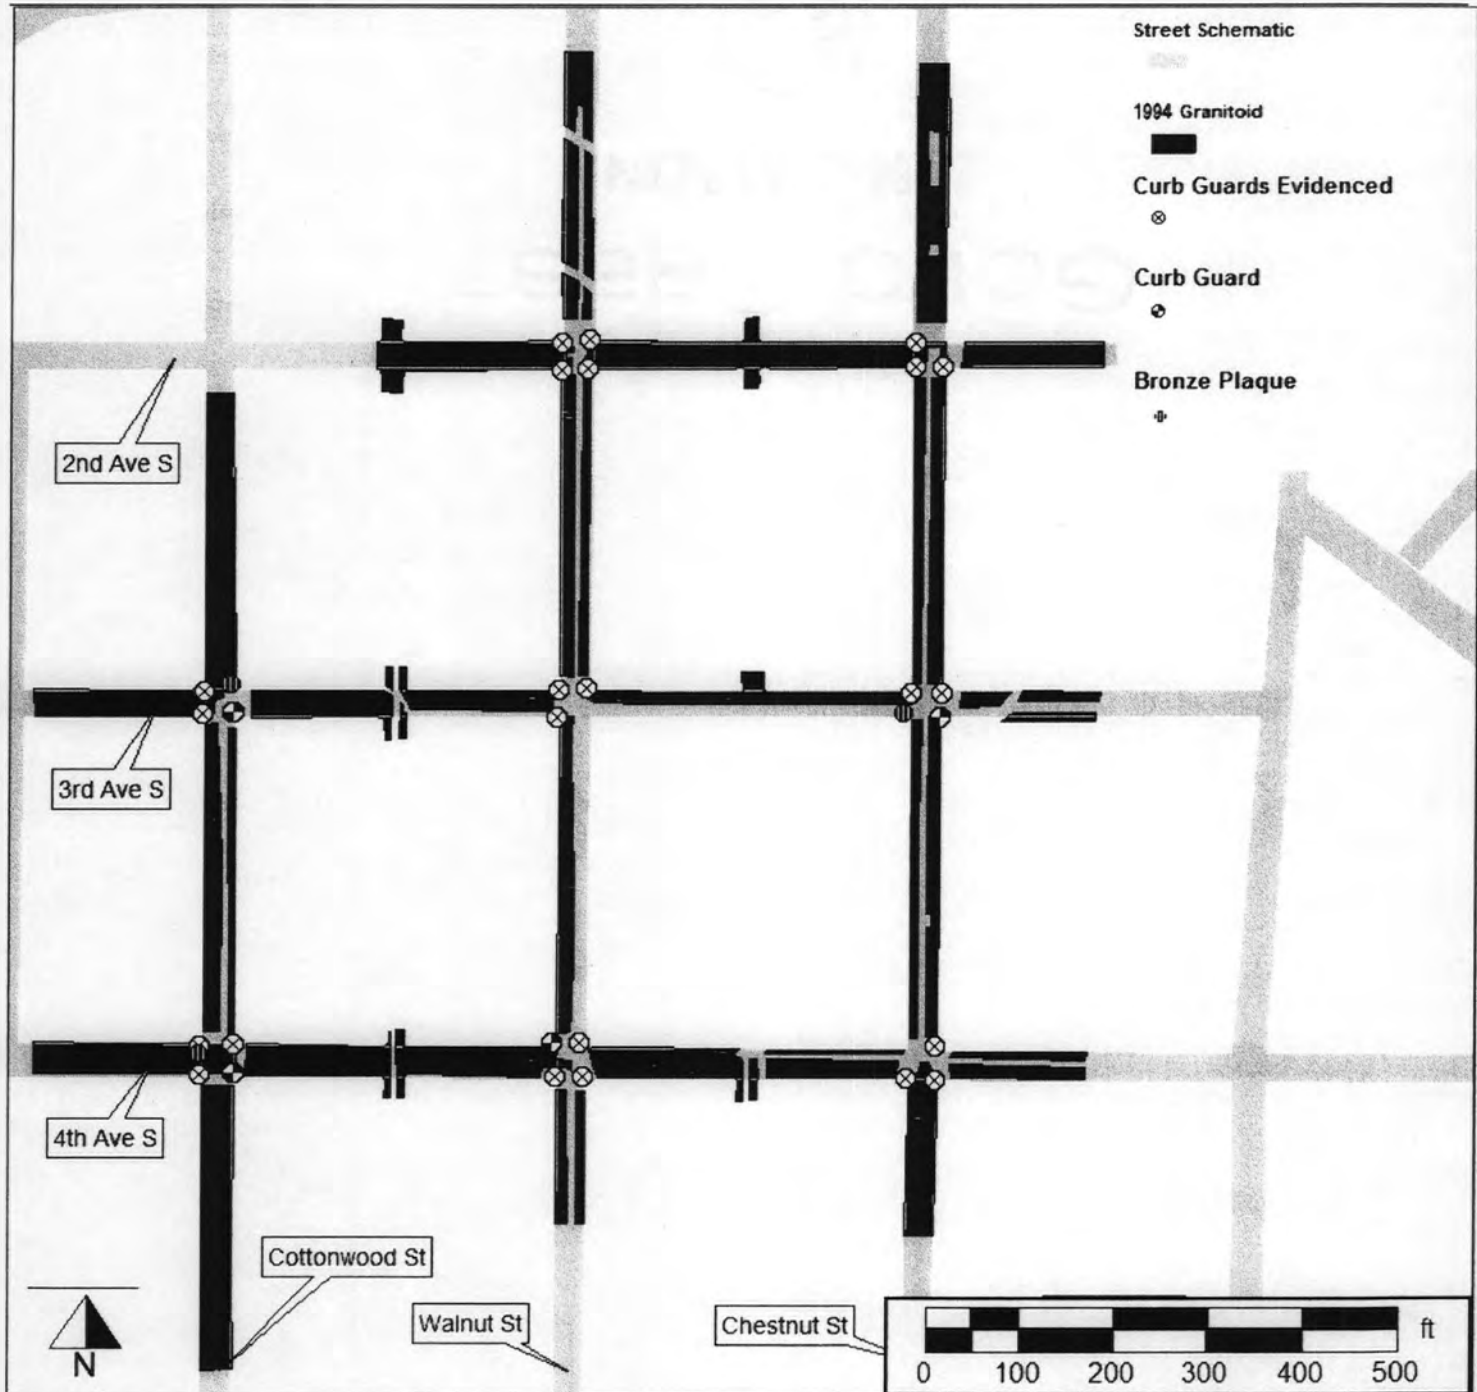 Street Schematic
1994 Granitoid
Curb Guards Evidenced
Curb Guard
Bronze Plaque
2nd Ave S
3rd Ave S
4th Ave S
Cottonwood St
Walnut St
Chestnut St
N
ft
0 100 200 300 400 500